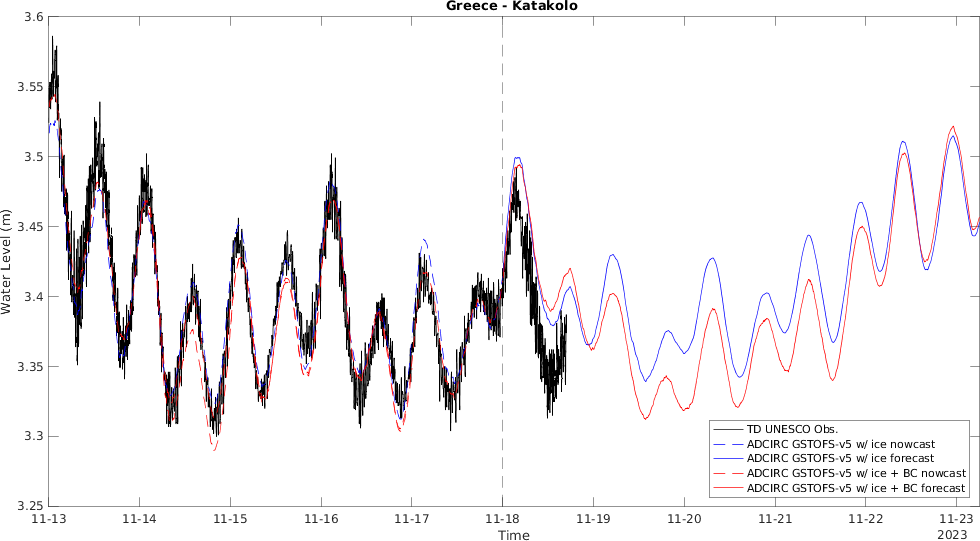 Greece - Katakolo
3.6
3.55
3.5
3.45
3.4
3.35
3.3
3.25
Water Level (m)
TD UNESCO Obs.
ADCIRC GSTOFS-v5 w/ ice nowcast
ADCIRC GSTOFS-v5 w/ ice forecast
ADCIRC GSTOFS-v5 w/ ice + BC nowcast
ADCIRC GSTOFS-v5 w/ ice + BC forecast
11-13 11-14 11-15 11-16 11-17 11-18 11-19 11-20 11-21 11-22 11-23
Time 2023